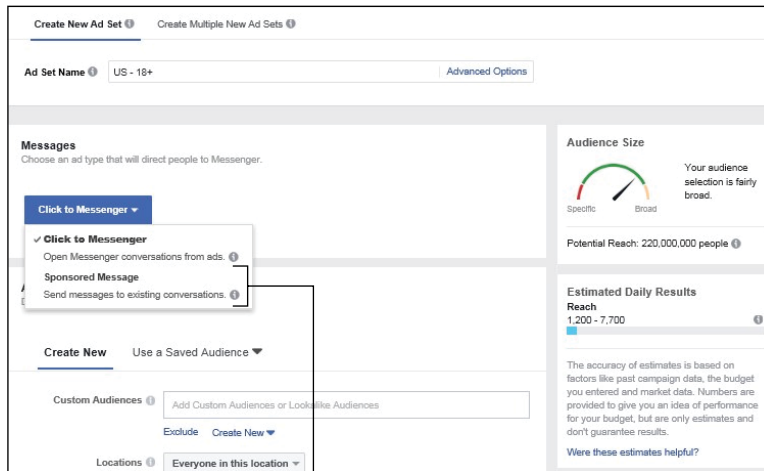 Create New Ad Set Create Multiple New Ad Sets
Ad Set Name US - 18+ Advanced Options
Messages
Choose an ad type that will direct people to Messenger.
Click to Messenger
Click to Messenger
Open Messenger conversations from ads.
Sponsored Message
Send messages to existing conversations.
Create New Use a Saved Audience
Custom Audiences Add Custom Audiences or Lookalike Audiences
Exclude Create New
Locations Everyone in this location
Audience Size
Your audience
selection is fairly
broad.
Specific Broad
Potential Reach: 220,000,000 people
Estimated Daily Results
Reach
1,200 - 7,700
The accuracy of estimates is based on
factors like past campaign data, the budget
you entered and market data. Numbers are
provided to give you an idea of performance
for your budget, but are only estimates and
don't guarantee results.
Were these estimates helpful?